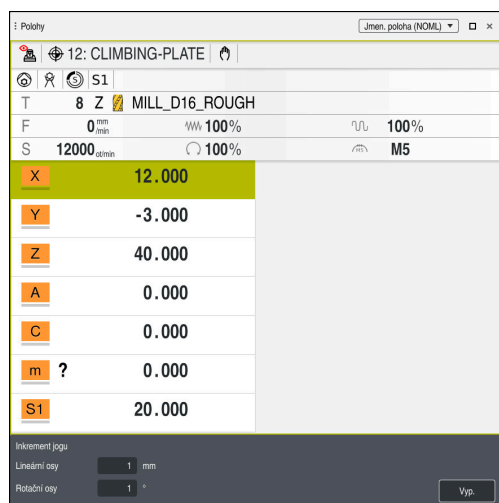 Polohy Jmen. poloha (NOML)
12: CLIMBING-PLATE
S S1
T 8 Z MILL_D16_ROUGH
F 0 mm/min 100% 100%
S 12000 ot/min 100% M5 M5
X 12.000
Y -3.000
Z 40.000
A 0.000
C 0.000
m ? 0.000
S1 20.000
Inkrement jogu
Lineární osy 1 mm
Rotační osy 1 °
Vyp.